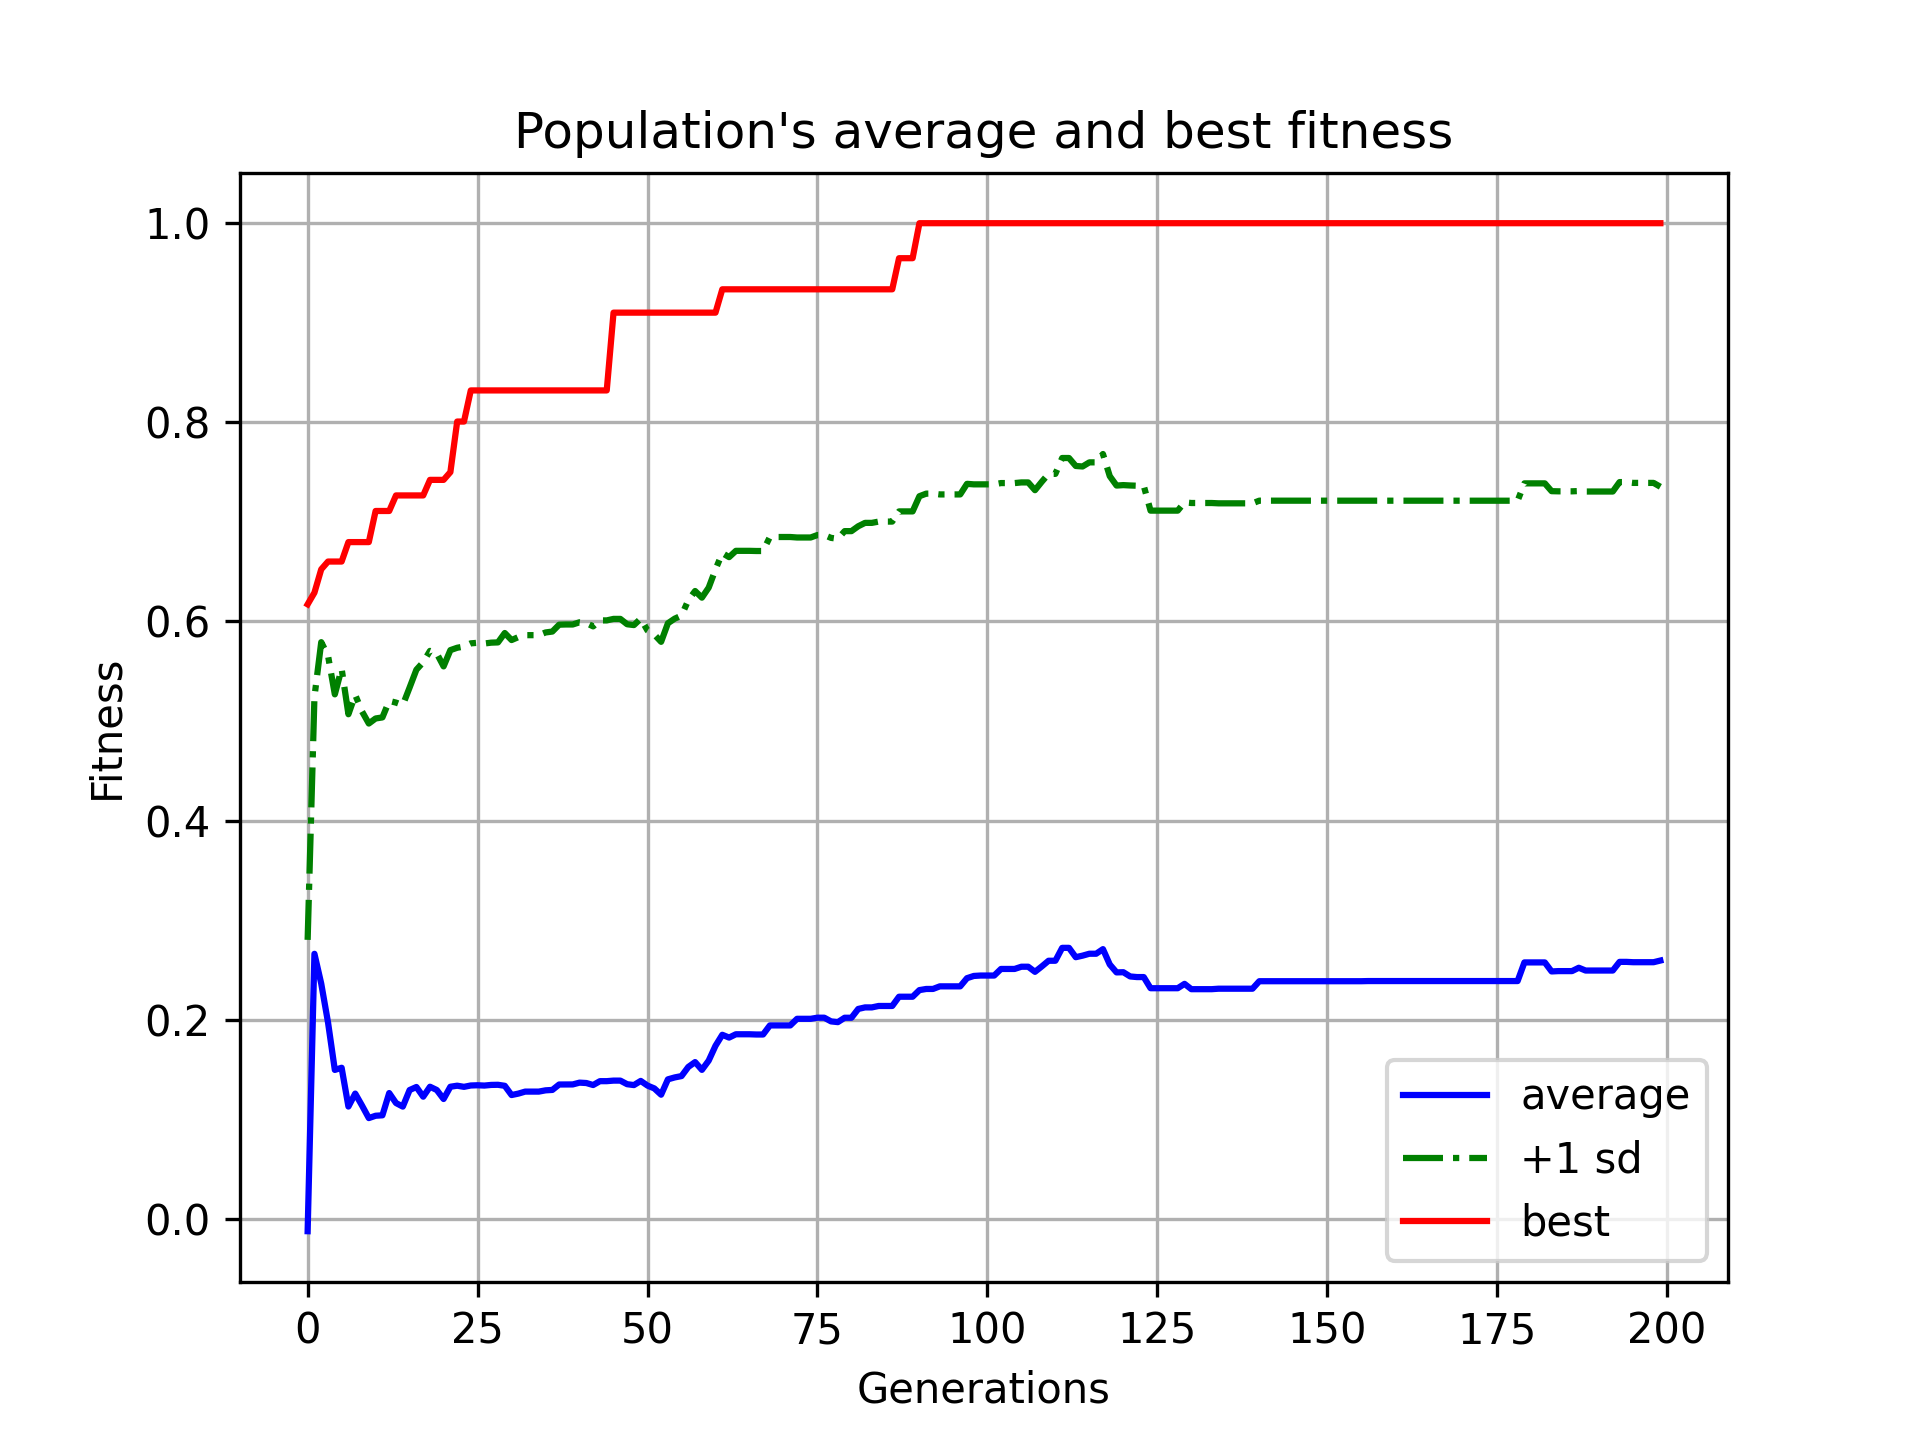 Population's average and best fitness
1.0
0.8
0.6
0.4
0.2
0.0
Fitness
0 25 50 75 100 125 150 175 200
Generations
average
+1 sd
best